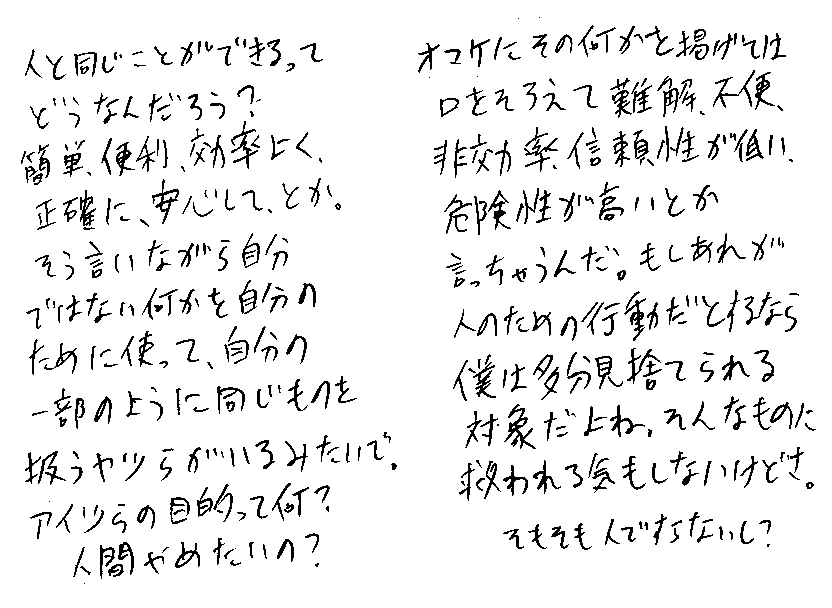 人と同じことができるって
どうなんだろう?
簡単、便利、効率よく、
正確に、安心して、とか。
そう言いながら自分
ではない何かを自分の
ために使って、自分の
一部のように同じものを
扱うヤツらがいるみたいで。
アイツらの目的って何?
人間やめたいの?
オマケにその何かを掲げては
口をそろえて難解、不便、
非効率、信頼性が低い、
危険性が高いとか
言っちゃうんだ。もしあれが
人のための行動だとするなら
僕は多分見捨てられる
対象だよね。そんなものに
救われる気もしないけどさ。
そもそも人ですらないし?